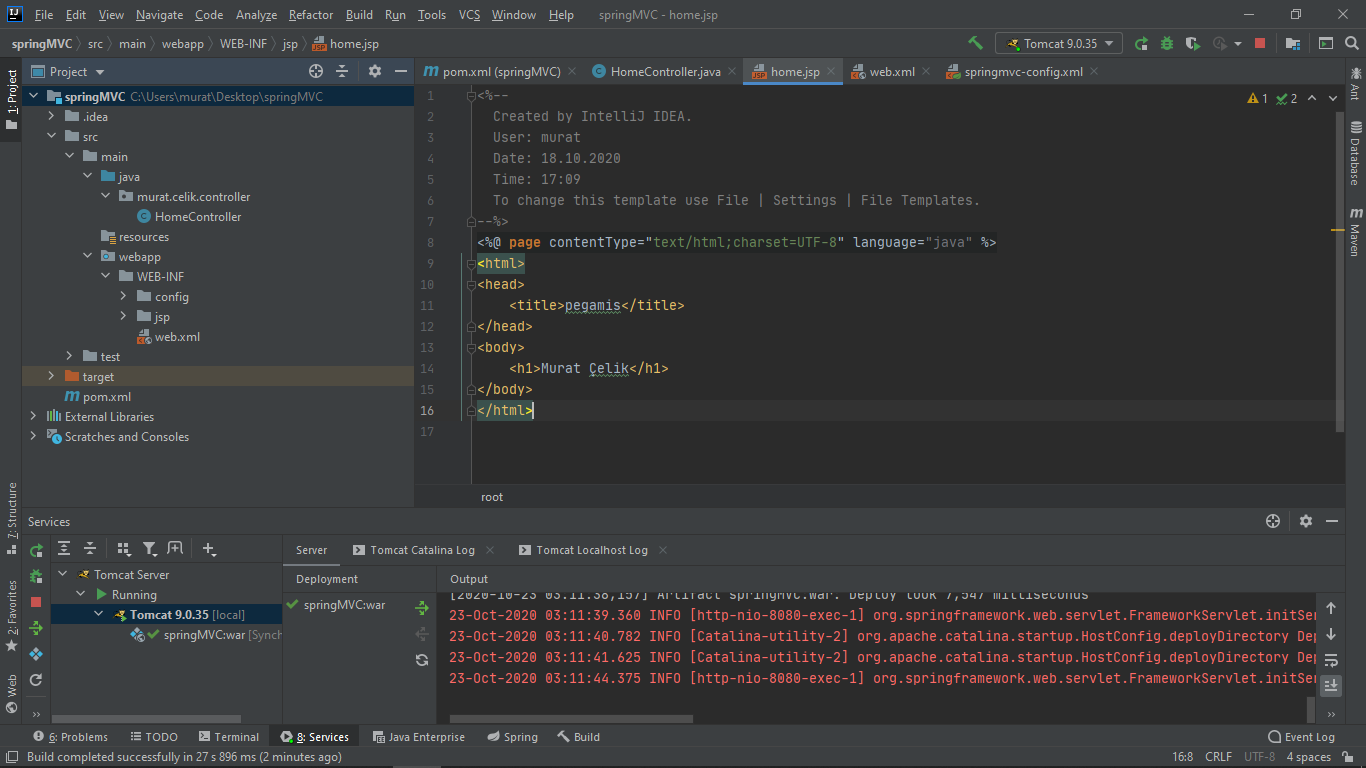 File Edit View Navigate Code Analyze Refactor Build Run Tools VCS Window Help springMVC - home.jsp
springMVC src main webapp WEB-INF jsp home.jsp Tomcat 9.0.35
1: Project
Project
pom.xml (springMVC) HomeController.java home.jsp web.xml springmvc-config.xml
springMVC C:\Users\murat\Desktop\springMVC
.idea
src
main
java
murat.celik.controller
HomeController
resources
webapp
WEB-INF
config
jsp
web.xml
test
target
pom.xml
External Libraries
Scratches and Consoles
1 <%--
2 Created by IntelliJ IDEA.
3 User: murat
4 Date: 18.10.2020
5 Time: 17:09
6 To change this template use File | Settings | File Templates.
7 --%>
8 <%@ page contentType="text/html;charset=UTF-8" language="java" %>
9 <html>
10 <head>
11 <title>pegamis</title>
12 </head>
13 <body>
14 <h1>Murat Çelik</h1>
15 </body>
16 </html>
17
1 2
root
Ant
Database
Maven
7: Structure
2: Favorites
Web
Services
Server Tomcat Catalina Log Tomcat Localhost Log
Tomcat Server
Running
Tomcat 9.0.35 [local]
springMVC:war [Synch
Deployment
springMVC:war
Output
[2020-10-23 03:11:38,157] Artifact springMVC:war: Deploy took 7,547 milliseconds
23-Oct-2020 03:11:39.360 INFO [http-nio-8080-exec-1] org.springframework.web.servlet.FrameworkServlet.initSer
23-Oct-2020 03:11:40.782 INFO [Catalina-utility-2] org.apache.catalina.startup.HostConfig.deployDirectory Dep
23-Oct-2020 03:11:41.625 INFO [Catalina-utility-2] org.apache.catalina.startup.HostConfig.deployDirectory Dep
23-Oct-2020 03:11:44.375 INFO [http-nio-8080-exec-1] org.springframework.web.servlet.FrameworkServlet.initSer
6: Problems TODO Terminal 8: Services Java Enterprise Spring Build Event Log
Build completed successfully in 27 s 896 ms (2 minutes ago) 16:8 CRLF UTF-8 4 spaces